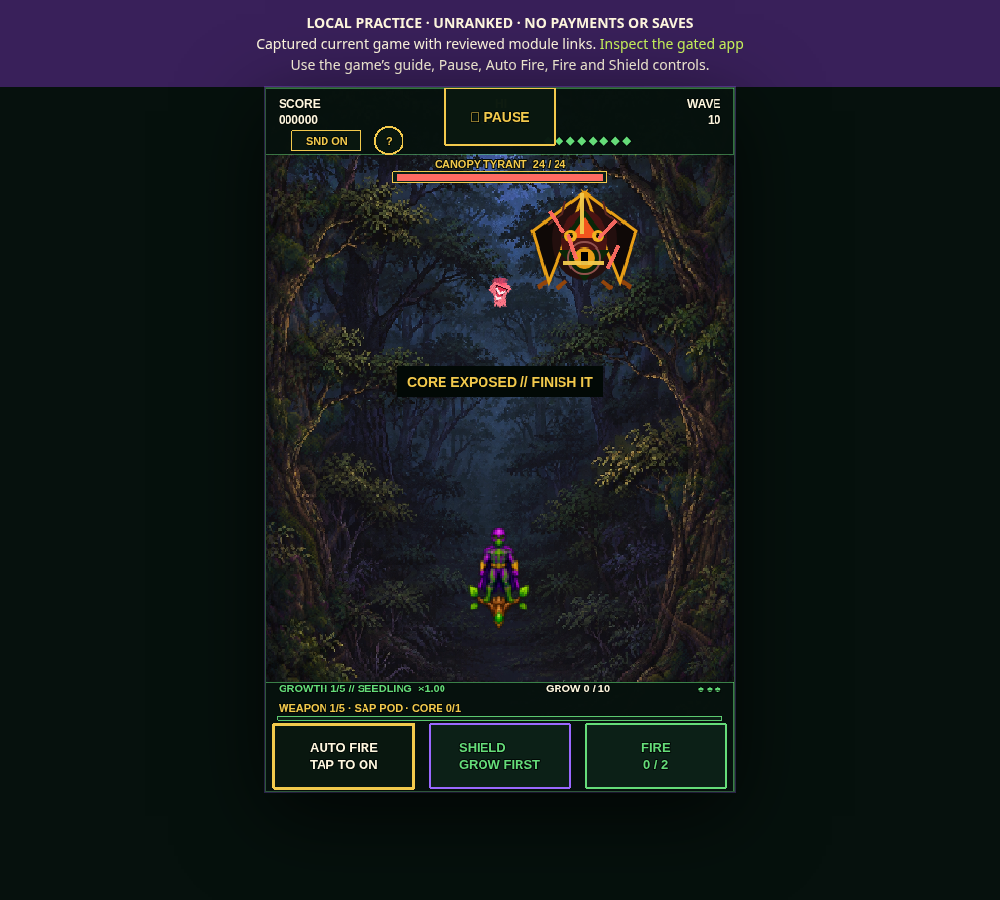 LOCAL PRACTICE · UNRANKED · NO PAYMENTS OR SAVES
Captured current game with reviewed module links. Inspect the gated app
Use the game's guide, Pause, Auto Fire, Fire and Shield controls.
SCORE
000000
SND ON
?
PAUSE
WAVE
10
CANOPY TYRANT 24 / 24
CORE EXPOSED // FINISH IT
GROWTH 1/5 // SEEDLING ×1.00
GROW 0 / 10
WEAPON 1/5 · SAP POD · CORE 0/1
AUTO FIRE
TAP TO ON
SHIELD
GROW FIRST
FIRE
0 / 2